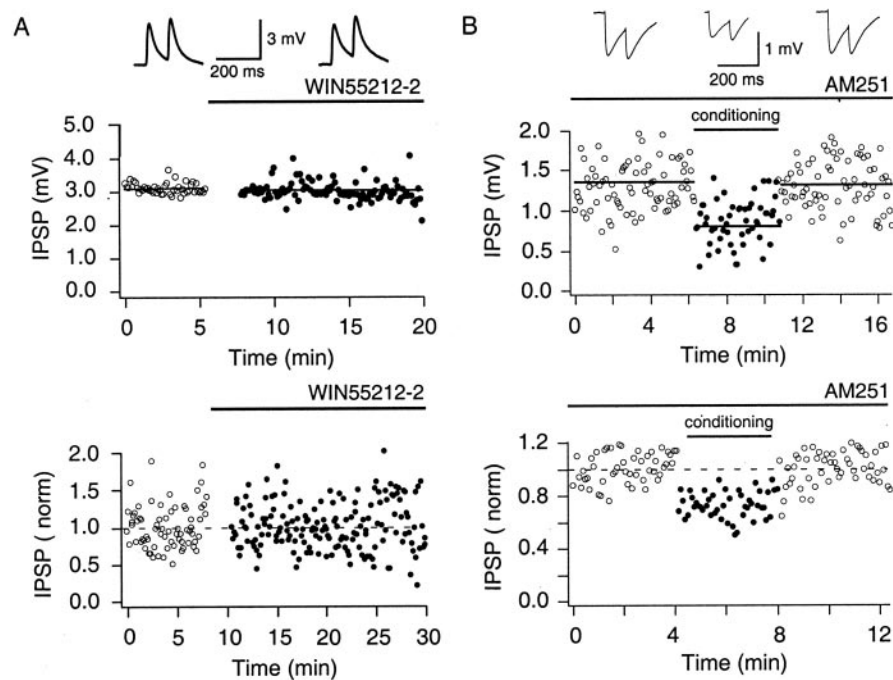 A
3 mV
200 ms
WIN55212-2
5.0
4.0
3.0
2.0
1.0
0.0
IPSP (mV)
0 5 10 15 20
Time (min)
WIN55212-2
2.0
1.5
1.0
0.5
0.0
IPSP ( norm)
0 5 10 15 20 25 30
Time (min)
B
1 mV
200 ms
AM251
conditioning
2.0
1.5
1.0
0.5
0.0
IPSP (mV)
0 4 8 12 16
Time (min)
AM251
conditioning
1.2
0.8
0.4
0.0
IPSP ( norm)
0 4 8 12
Time (min)